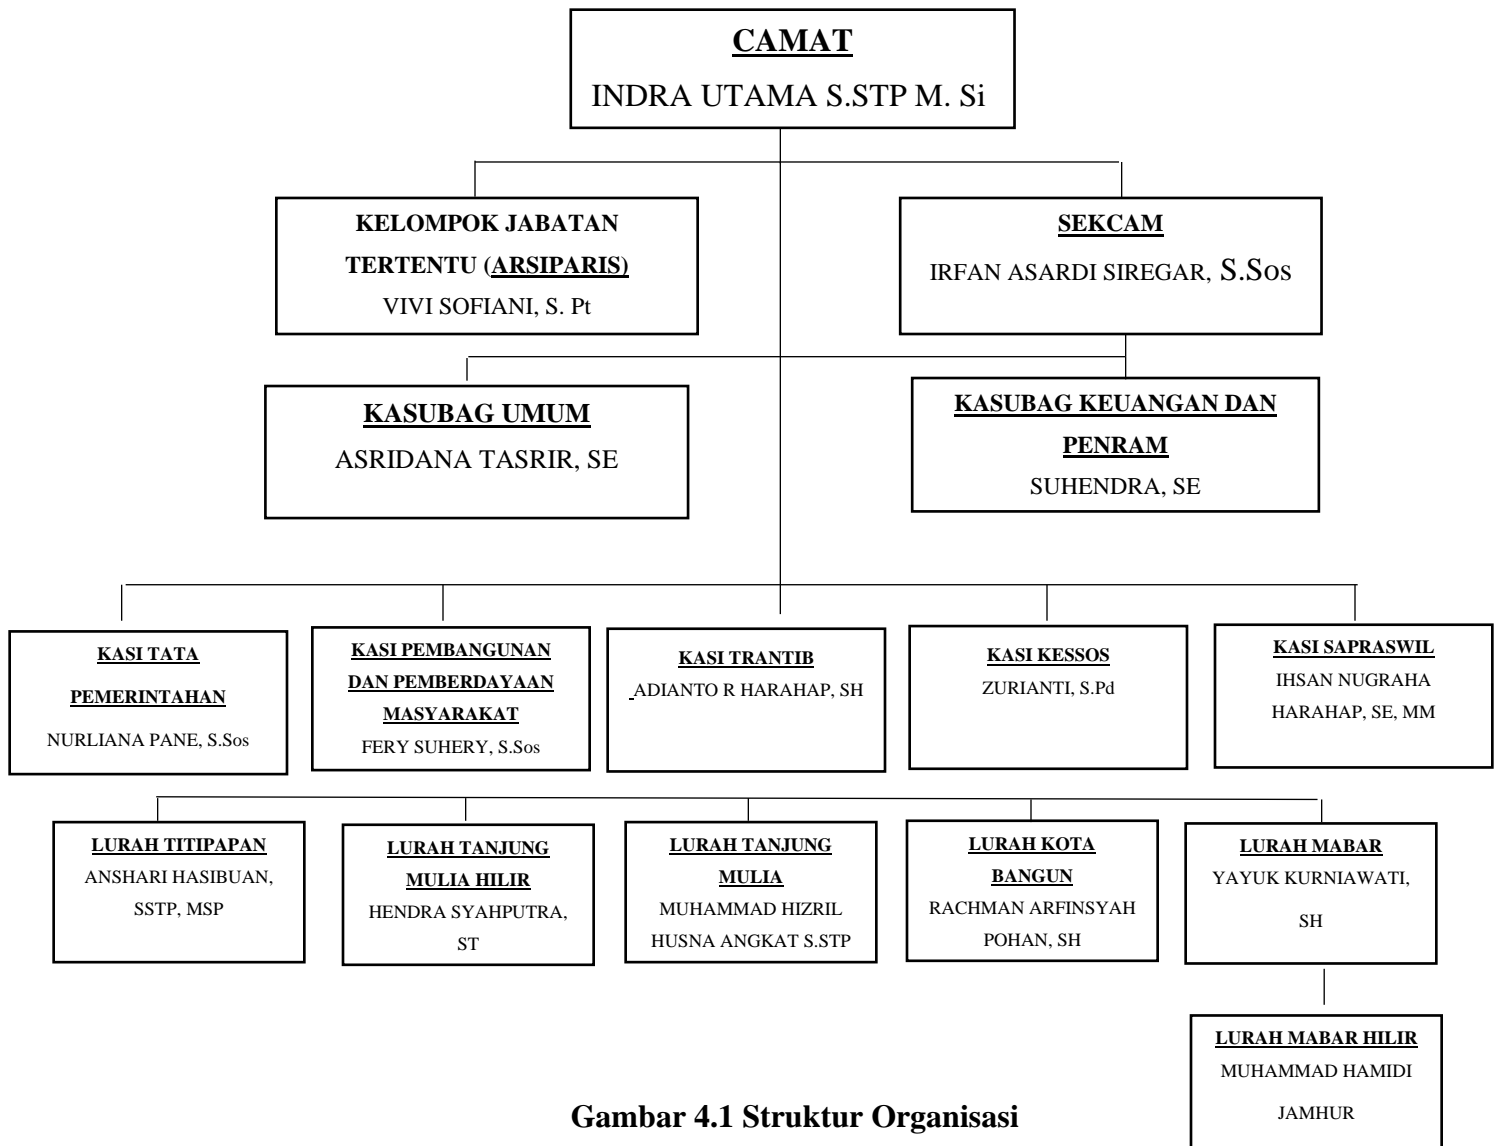 CAMAT
INDRA UTAMA S.STP M. Si
KELOMPOK JABATAN
TERTENTU (ARSIPARIS)
VIVI SOFIANI, S. Pt
SEKCAM
IRFAN ASARDI SIREGAR, S.Sos
KASUBAG UMUM
ASRIDANA TASRIR, SE
KASUBAG KEUANGAN DAN
PENRAM
SUHENDRA, SE
KASI TATA
PEMERINTAHAN
NURLIANA PANE, S.Sos
KASI PEMBANGUNAN
DAN PEMBERDAYAAN
MASYARAKAT
FERY SUHERY, S.Sos
KASI TRANTIB
ADIANTO R HARAHAP, SH
KASI KESSOS
ZURIANTI, S.Pd
KASI SAPRASWIL
IHSAN NUGRAHA
HARAHAP, SE, MM
LURAH TITIPAPAN
ANSHARI HASIBUAN,
SSTP, MSP
LURAH TANJUNG
MULIA HILIR
HENDRA SYAHPUTRA,
ST
LURAH TANJUNG
MULIA
MUHAMMAD HIZRIL
HUSNA ANGKAT S.STP
LURAH KOTA
BANGUN
RACHMAN ARFINSYAH
POHAN, SH
LURAH MABAR
YAYUK KURNIAWATI,
SH
LURAH MABAR HILIR
MUHAMMAD HAMIDI
JAMHUR
Gambar 4.1 Struktur Organisasi